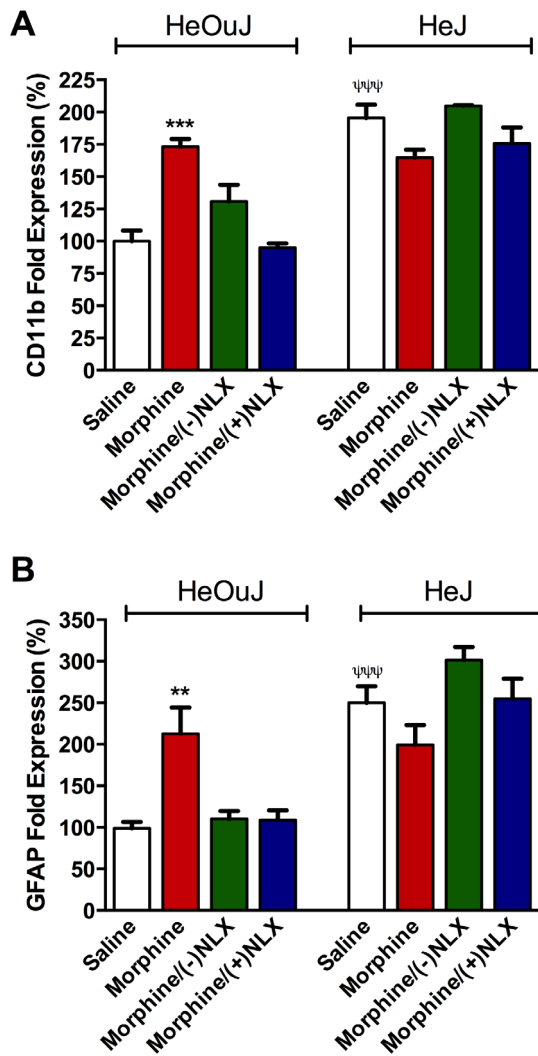 A
HeOuJ
HeJ
CD11b Fold Expression (%)
225
200
175
150
125
100
75
50
25
0
***
ψψψ
Saline
Morphine
Morphine/(-)NLX
Morphine/(+)NLX
Saline
Morphine
Morphine/(-)NLX
Morphine/(+)NLX
B
HeOuJ
HeJ
GFAP Fold Expression (%)
350
300
250
200
150
100
50
0
**
ψψψ
Saline
Morphine
Morphine/(-)NLX
Morphine/(+)NLX
Saline
Morphine
Morphine/(-)NLX
Morphine/(+)NLX